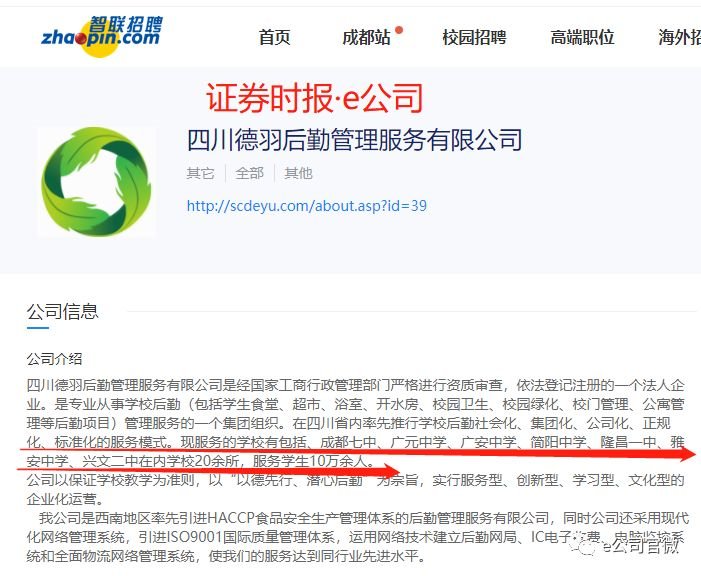 智联招聘
zhaopin.com
首页
成都站
校园招聘
高端职位
海外招
证券时报·e公司
四川德羽后勤管理服务有限公司
其它
全部
其他
http://scdeyu.com/about.asp?id=39
公司信息
公司介绍
四川德羽后勤管理服务有限公司是经国家工商行政管理部门严格进行资质审查，依法登记注册的一个法人企
业。是专业从事学校后勤（包括学生食堂、超市、浴室、开水房、校园卫生、校园绿化、校门管理、公寓管
理等后勤项目）管理服务的一个集团组织。在四川省内率先推行学校后勤社会化、集团化、公司化、正规
化、标准化的服务模式。现服务的学校有包括、成都七中、广元中学、广安中学、简阳中学、隆昌一中、雅
安中学、兴文二中在内学校20余所，服务学生10万余人。
公司以保证学校教学为准则，以“以德先行、潜心后勤”为宗旨，实行服务型、创新型、学习型、文化型的
企业化运营。
我公司是西南地区率先引进HACCP食品安全生产管理体系的后勤管理服务有限公司，同时公司还采用现代
化网络管理系统，引进ISO9001国际质量管理体系，运用网络技术建立后勤网局、IC电子消费、电脑监控系
统和全面物流网络管理系统，使我们的服务达到同行业先进水平。
e公司官微